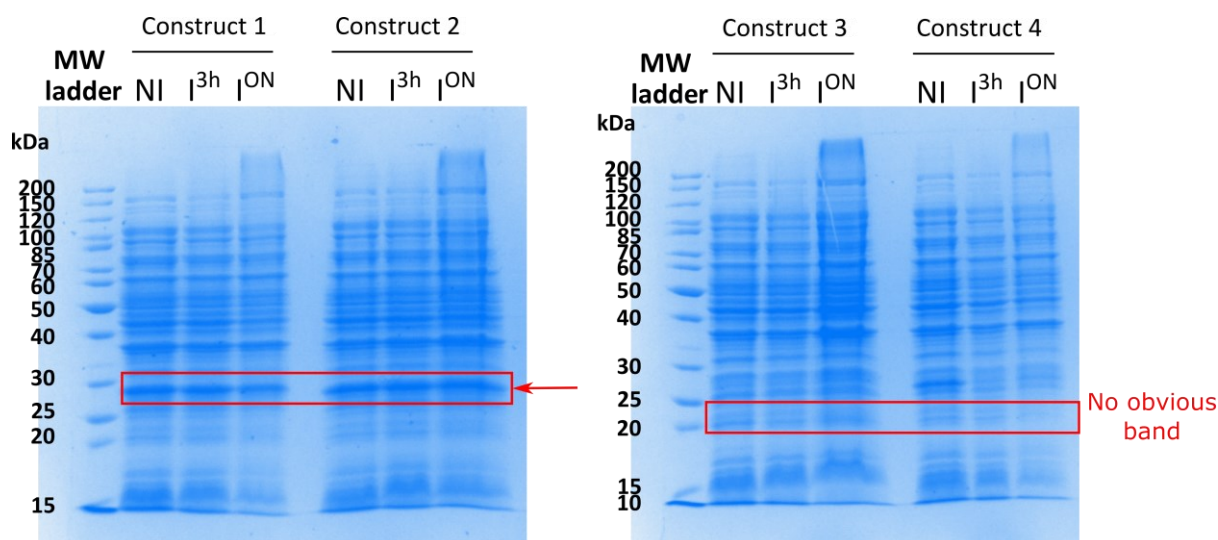 Construct 1 Construct 2
MW
ladder NI I3h ION NI I3h ION
kDa
200
150
120
100
85
70
60
50
40
30
25
20
15
Construct 3 Construct 4
MW
ladder NI I3h ION NI I3h ION
kDa
200
150
120
100
85
70
60
50
40
30
25
20
15
10
No obvious
band